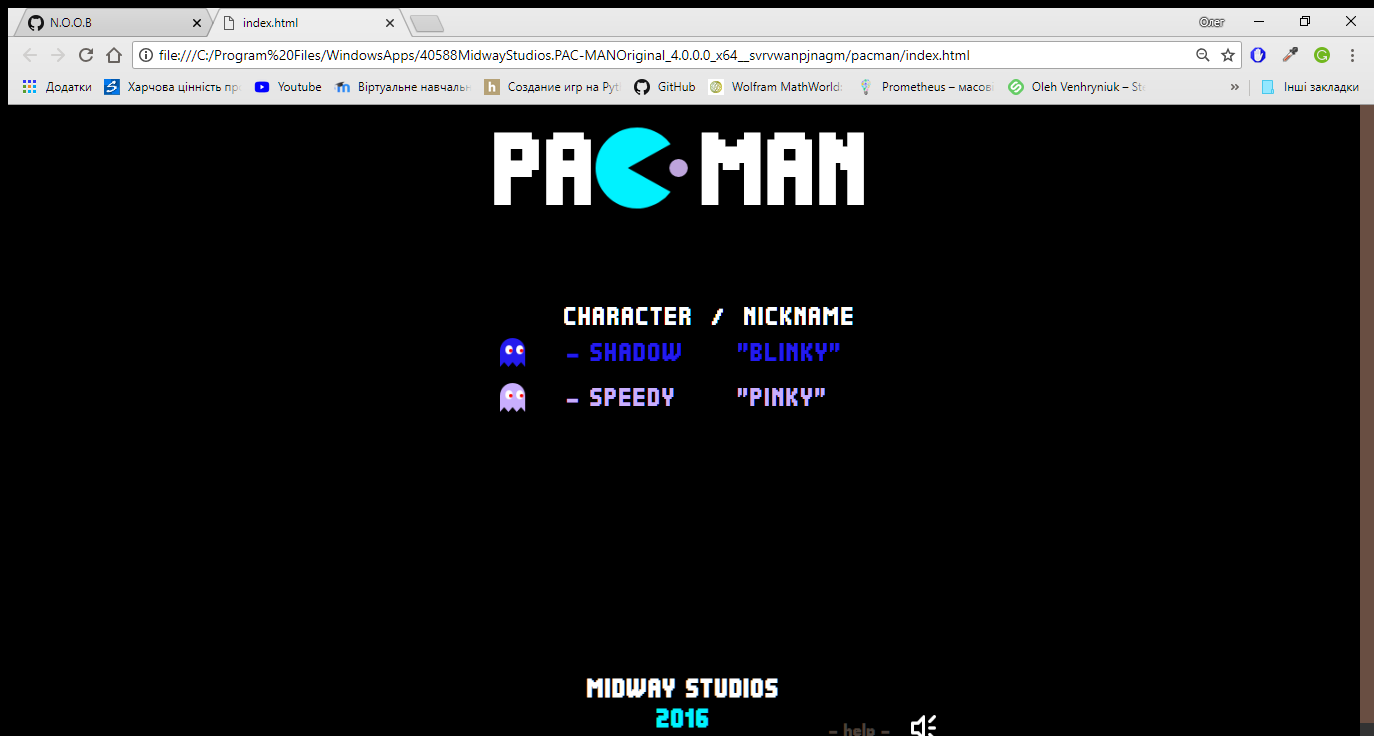 N.O.O.B
index.html
Олег
file:///C:/Program%20Files/WindowsApps/40588MidwayStudios.PAC-MANOriginal_4.0.0.0_x64__svrvwanpjnagm/pacman/index.html
Додатки Харчова цінність пр Youtube Віртуальне навчаль Создание игр на Pyt GitHub Wolfram MathWorld: Prometheus – масові Oleh Venhryniuk – St » Інші закладки
PAC-MAN
CHARACTER / NICKNAME
- SHADOW "BLINKY"
- SPEEDY "PINKY"
MIDWAY STUDIOS
2016
- help -